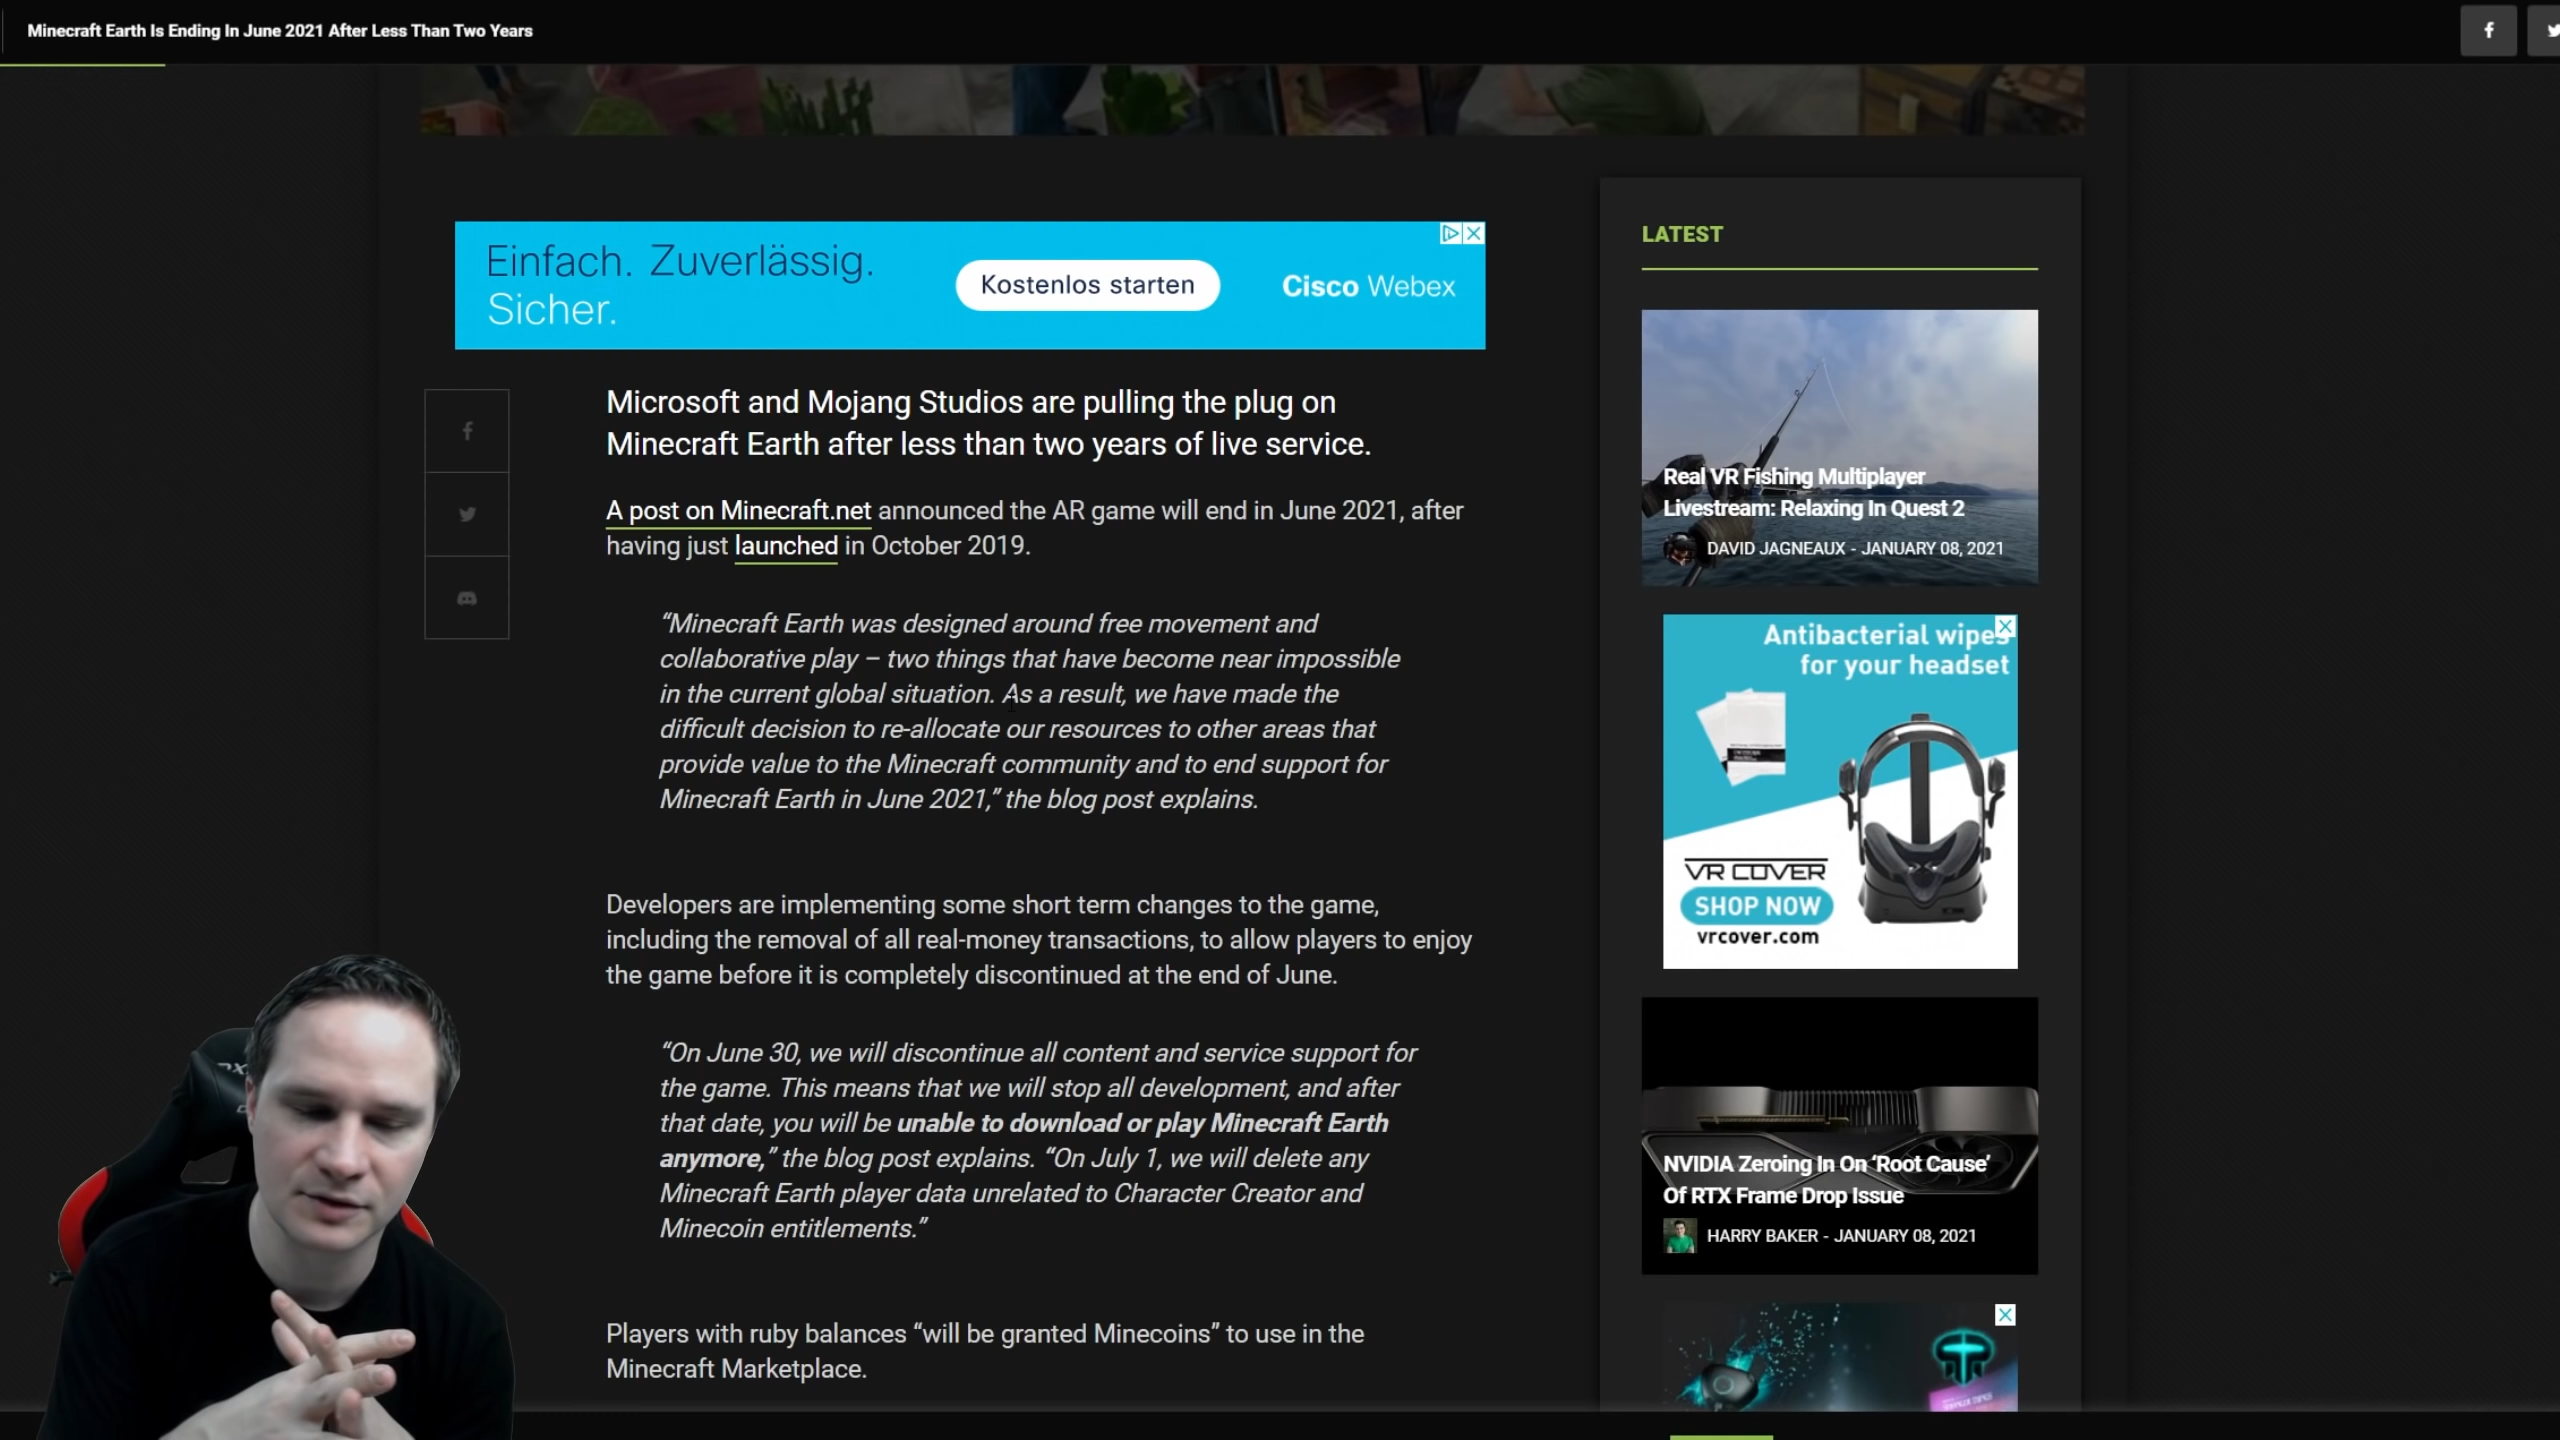 Minecraft Earth Is Ending In June 2021 After Less Than Two Years
Einfach. Zuverlässig.
Sicher.
Kostenlos starten
Cisco Webex
Microsoft and Mojang Studios are pulling the plug on
Minecraft Earth after less than two years of live service.
A post on Minecraft.net announced the AR game will end in June 2021, after
having just launched in October 2019.
“Minecraft Earth was designed around free movement and
collaborative play – two things that have become near impossible
in the current global situation. As a result, we have made the
difficult decision to re-allocate our resources to other areas that
provide value to the Minecraft community and to end support for
Minecraft Earth in June 2021,” the blog post explains.
Developers are implementing some short term changes to the game,
including the removal of all real-money transactions, to allow players to enjoy
the game before it is completely discontinued at the end of June.
“On June 30, we will discontinue all content and service support for
the game. This means that we will stop all development, and after
that date, you will be unable to download or play Minecraft Earth
anymore,” the blog post explains. “On July 1, we will delete any
Minecraft Earth player data unrelated to Character Creator and
Minecoin entitlements.”
Players with ruby balances “will be granted Minecoins” to use in the
Minecraft Marketplace.
LATEST
Real VR Fishing Multiplayer
Livestream: Relaxing In Quest 2
DAVID JAGNEAUX - JANUARY 08, 2021
Antibacterial wipes
for your headset
VR COVER
SHOP NOW
vrcover.com
NVIDIA Zeroing In On ‘Root Cause’
Of RTX Frame Drop Issue
HARRY BAKER - JANUARY 08, 2021